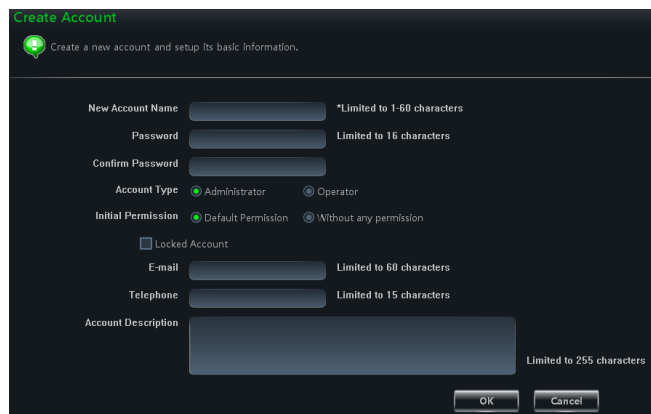 Create Account
Create a new account and setup its basic information.
New Account Name *Limited to 1-60 characters
Password Limited to 16 characters
Confirm Password
Account Type Administrator Operator
Initial Permission Default Permission Without any permission
Locked Account
E-mail Limited to 60 characters
Telephone Limited to 15 characters
Account Description
Limited to 255 characters
OK Cancel